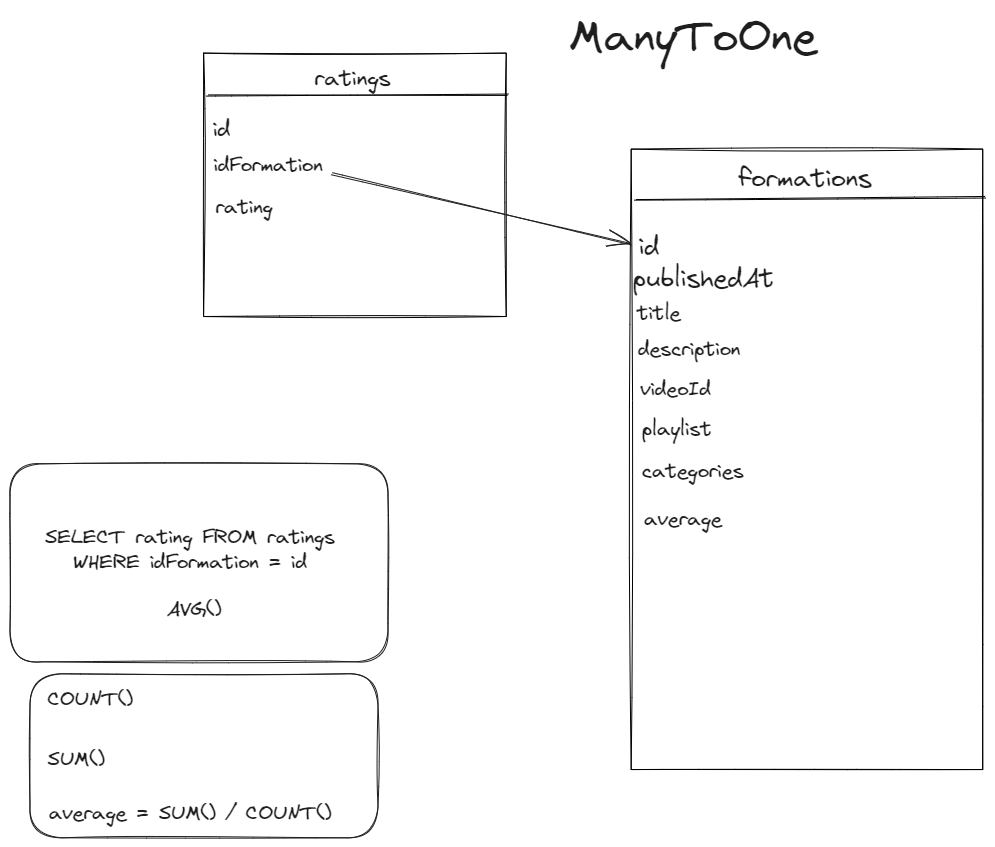 ManyToOne
ratings
id
idFormation
rating
formations
id
publishedAt
title
description
videoId
playlist
categories
average
SELECT rating FROM ratings
WHERE idFormation = id
AVG()
COUNT()
SUM()
average = SUM() / COUNT()